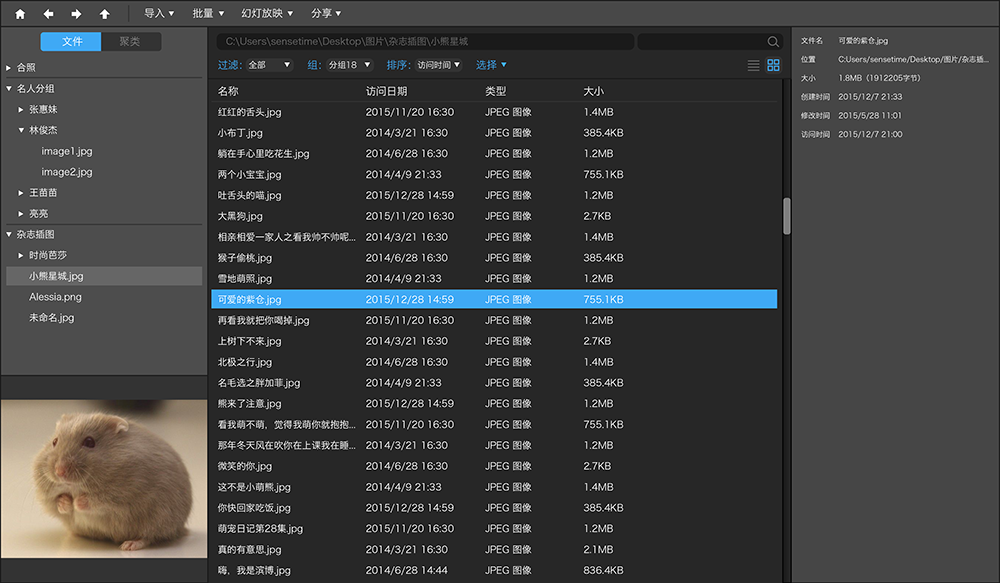 导入 批量 幻灯放映 分享
文件 聚类
合照
名人分组
张惠妹
林俊杰
image1.jpg
image2.jpg
王苗苗
亮亮
杂志插图
时尚芭莎
小熊星城.jpg
Alessia.png
未命名.jpg
C:\Users\sensetime\Desktop\图片\杂志插图\小熊星城
过滤: 全部 组: 分组18 排序: 访问时间 选择
名称 访问日期 类型 大小
红红的舌头.jpg 2015/11/20 16:30 JPEG 图像 1.4MB
小布丁.jpg 2014/3/21 16:30 JPEG 图像 385.4KB
躺在手心里吃花生.jpg 2014/6/28 16:30 JPEG 图像 1.2MB
两个小宝宝.jpg 2014/4/9 21:33 JPEG 图像 755.1KB
吐舌头的喵.jpg 2015/12/28 14:59 JPEG 图像 1.2MB
大黑狗.jpg 2015/11/20 16:30 JPEG 图像 2.7KB
相亲相爱一家人之看我帅不帅呢... 2014/3/21 16:30 JPEG 图像 1.4MB
猴子偷桃.jpg 2014/6/28 16:30 JPEG 图像 385.4KB
雪地萌照.jpg 2014/4/9 21:33 JPEG 图像 1.2MB
可爱的紫仓.jpg 2015/12/28 14:59 JPEG 图像 755.1KB
再看我就把你喝掉.jpg 2015/11/20 16:30 JPEG 图像 1.2MB
上树下不来.jpg 2014/3/21 16:30 JPEG 图像 2.7KB
北极之行.jpg 2014/6/28 16:30 JPEG 图像 1.4MB
名毛选之胖加菲.jpg 2014/4/9 21:33 JPEG 图像 385.4KB
熊来了注意.jpg 2015/12/28 14:59 JPEG 图像 1.2MB
看我萌不萌，觉得我萌你就抱抱... 2015/11/20 16:30 JPEG 图像 755.1KB
那年冬天风在吹你在上课我在睡... 2014/3/21 16:30 JPEG 图像 1.2MB
微笑的你.jpg 2014/6/28 16:30 JPEG 图像 2.7KB
这不是小萌熊.jpg 2014/4/9 21:33 JPEG 图像 1.4MB
你快回家吃饭.jpg 2015/12/28 14:59 JPEG 图像 385.4KB
萌宠日记第28集.jpg 2015/11/20 16:30 JPEG 图像 1.2MB
真的有意思.jpg 2014/3/21 16:30 JPEG 图像 2.1MB
嗨，我是滨博.jpg 2014/6/28 14:44 JPEG 图像 836.4KB
文件名 可爱的紫仓.jpg
位置 C:/Users/sensetime/Desktop/图片/杂志插...
大小 1.8MB（1912205字节）
创建时间 2015/12/7 21:33
修改时间 2015/5/28 11:01
访问时间 2015/12/7 21:00